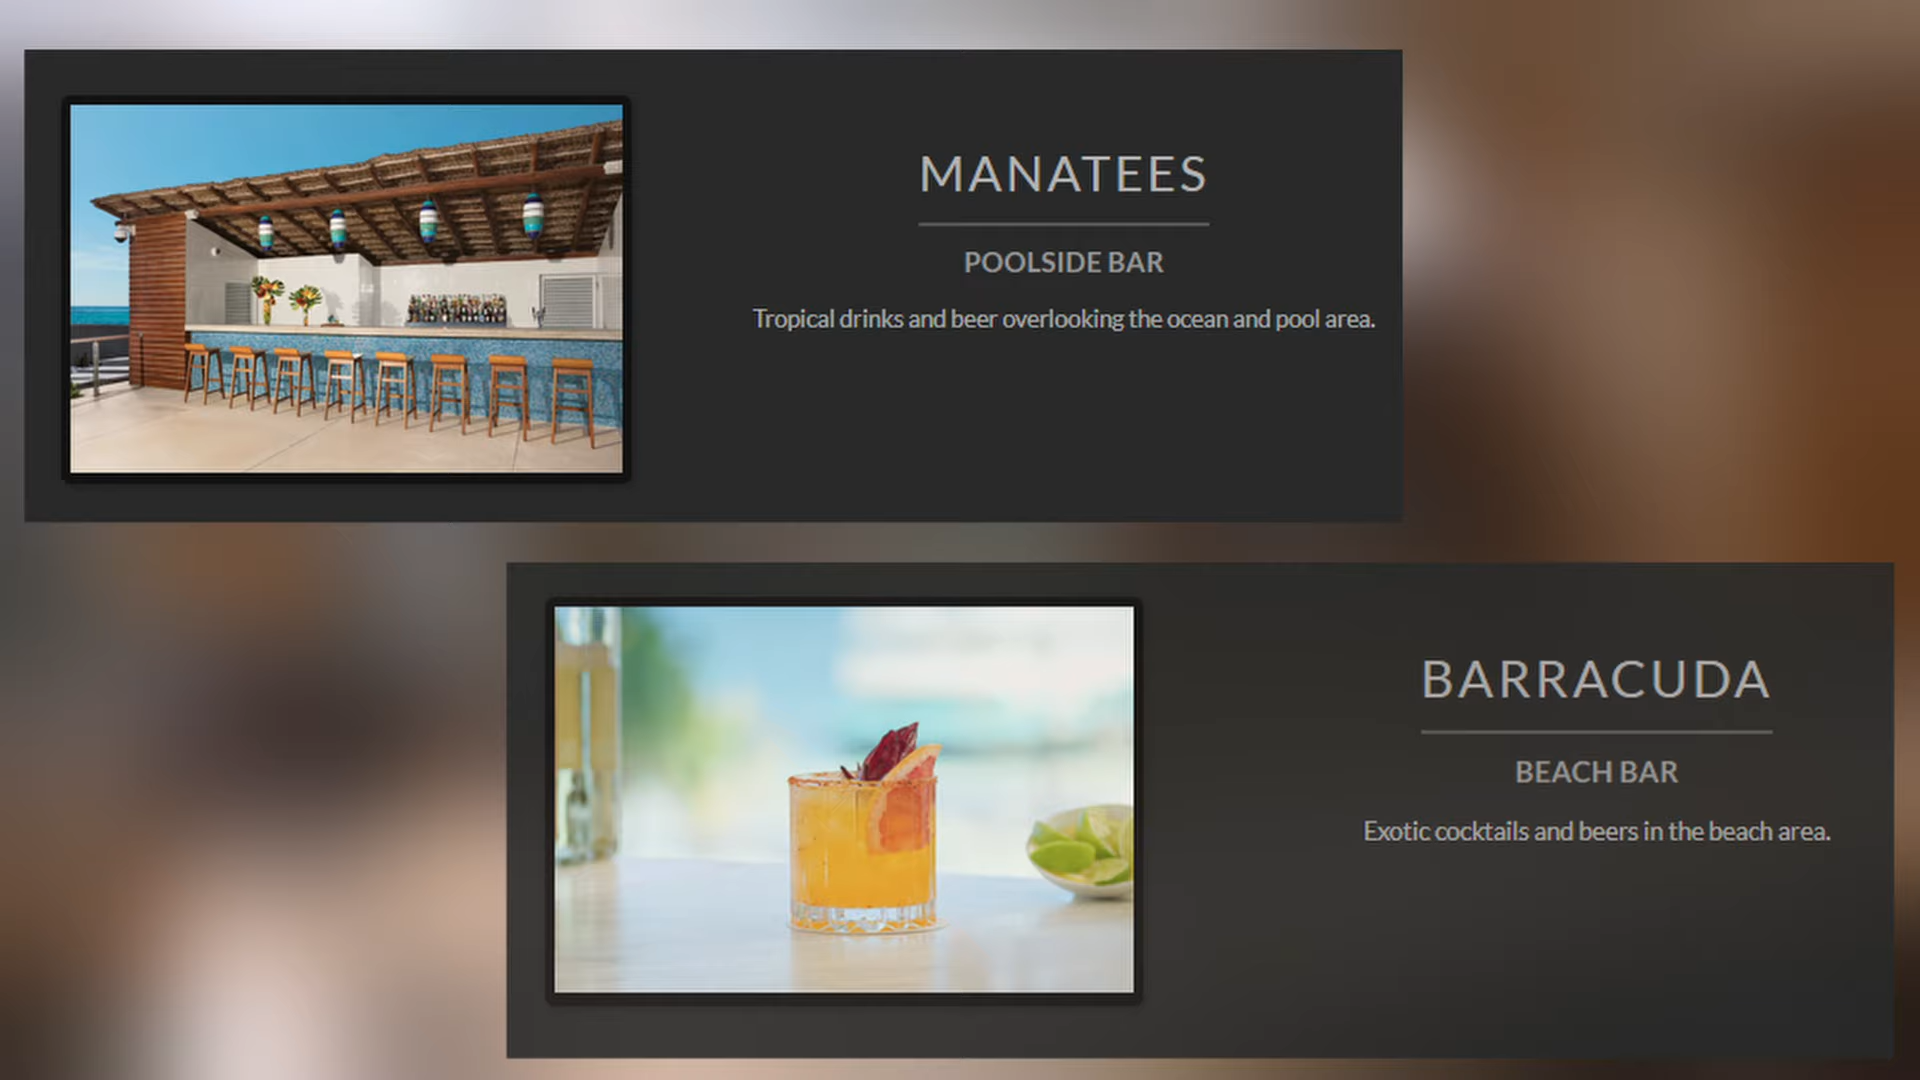 MANATEES
POOLSIDE BAR
Tropical drinks and beer overlooking the ocean and pool area.
BARRACUDA
BEACH BAR
Exotic cocktails and beers in the beach area.